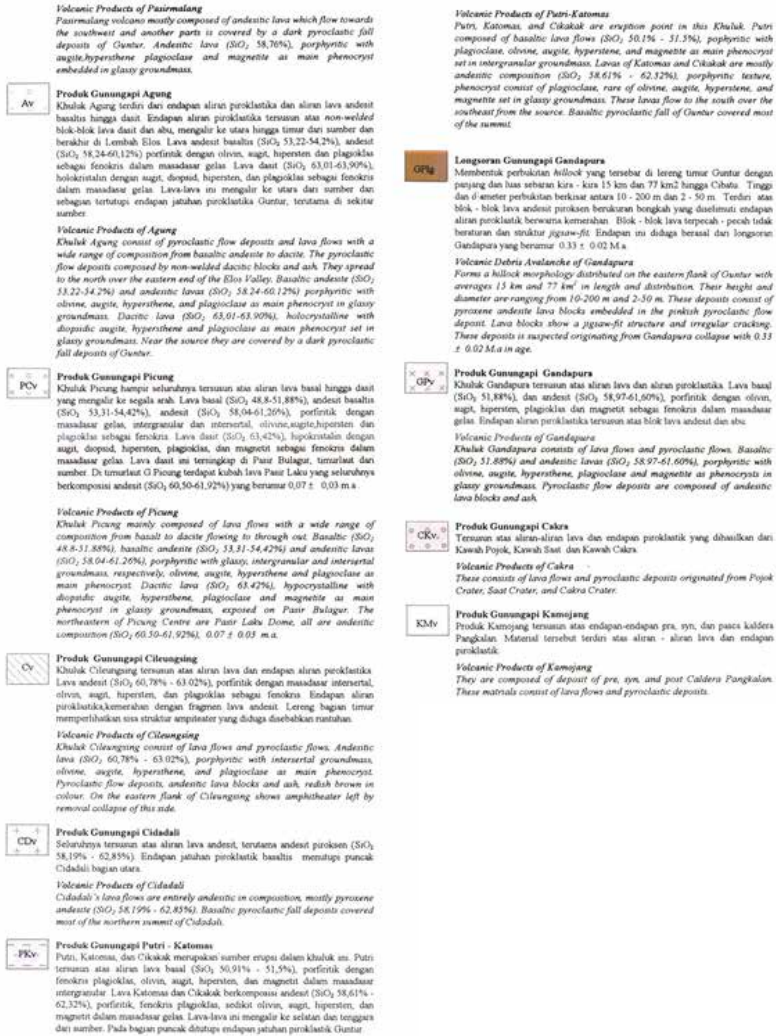 Volcanic Products of Pasirmalang
Pasirmalang volcano mostly composed of andesitic lava which flow towards
the southwest and another parts is covered by a dark pyroclastic fall
deposits of Guntur. Andesitic lava (SiO2 58,76%), porphyritic with
augite,hypersthene plagioclase and magnetite as main phenocryst
embedded in glassy groundmass.
Av
Produk Gunungapi Agung
Khuluk Agung terdiri dari endapan aliran piroklastika dan aliran lava andesit
basaltis hingga dasit. Endapan aliran piroklastika tersusun atas non-welded
blok-blok lava dasit dan abu, mengalir ke utara hingga timur dari sumber dan
berakhir di Lembah Elos. Lava andesit basaltis (SiO2 53,22-54,2%), andesit
(SiO2 58,24-60,12%) porfiritik dengan olivin, augit, hipersten dan plagioklas
sebagai fenokris dalam masadasar gelas. Lava dasit (SiO2 63,01-63,90%),
holokristalin dengan augit, diopsid, hipersten, dan plagioklas sebagai fenokris
dalam masadasar gelas. Lava-lava ini mengalir ke utara dari sumber dan
sebagian tertutupi endapan jatuhan piroklastika Guntur, terutama di sekitar
sumber.
Volcanic Products of Agung
Khuluk Agung consist of pyroclastic flow deposits and lava flows with a
wide range of composition from basaltic andesite to dacite. The pyroclastic
flow deposits composed by non-welded dacitic blocks and ash. They spread
to the north over the eastern end of the Elos Valley. Basaltic andesite (SiO2
53.22-54.2%) and andesitic lavas (SiO2 58.24-60.12%) porphyritic with
olivine, augite, hypersthene, and plagioclase as main phenocryst in glassy
groundmass. Dacitic lava (SiO2 63,01-63.90%), holocrystalline with
diopsidic augite, hypersthene and plagioclase as main phenocryst set in
glassy groundmass. Near the source they are covered by a dark pyroclastic
fall deposits of Guntur.
PCv
Produk Gunungapi Picung
Khuluk Picung hampir seluruhnya tersusun atas aliran lava basal hingga dasit
yang mengalir ke segala arah. Lava basal (SiO2 48,8-51,88%), andesit basaltis
(SiO2 53,31-54,42%), andesit (SiO2 58,04-61,26%), porfiritik dengan
masadasar gelas, intergranular dan intersertal, olivine,augite,hipersten dan
plagioklas sebagai fenokris. Lava dasit (SiO2 63,42%), hipokristalin dengan
augit, diopsid, hipersten, plagioklas, dan magnetit sebagai fenokris dalam
masadasar gelas. Lava dasit ini tersingkap di Pasir Bulagur, timurlaut dari
sumber. Di timurlaut G.Picung terdapat kubah lava Pasir Laku yang seluruhnya
berkomposisi andesit (SiO2 60,50-61,92%) yang berumur 0,07 ± 0,03 m.a.
Volcanic Products of Picung
Khuluk Picung mainly composed of lava flows with a wide range of
composition from basalt to dacite flowing to through out. Basaltic (SiO2
48.8-51.88%), basaltic andesite (SiO2 53,31-54,42%) and andesitic lavas
(SiO2 58.04-61.26%), porphyritic with glassy, intergranular and intersertal
groundmass, respectively, olivine, augite, hypersthene and plagioclase as
main phenocryst. Dacitic lava (SiO2 63.42%), hypocrystalline with
diopsidic augite, hypersthene, plagioclase and magnetite as main
phenocryst in glassy groundmass, exposed on Pasir Bulagur. The
northeastern of Picung Centre are Pasir Laku Dome, all are andesitic
composition (SiO2 60.50-61,92%), 0.07 ± 0.03 m.a.
Cv
Produk Gunungapi Cileungsing
Khuluk Cileungsing tersusun atas aliran lava dan endapan aliran piroklastika.
Lava andesit (SiO2 60,78% - 63.02%), porfiritik dengan masadasar intersertal,
olivin, augit, hipersten, dan plagioklas sebagai fenokris. Endapan aliran
piroklastika,kemerahan dengan fragmen lava andesit. Lereng bagian timur
memperlihatkan sisa struktur ampiteater yang diduga disebabkan runtuhan.
Volcanic Products of Cileungsing
Khuluk Cileungsing consist of lava flows and pyroclastic flows. Andesitic
lava (SiO2 60,78% - 63.02%), porphyritic with intersertal groundmass,
olivine, augite, hypersthene, and plagioclase as main phenocryst.
Pyroclastic flow deposits, andesitic lava blocks and ash, redish brown in
colour. On the eastern flank of Cileungsing shows amphitheater left by
removal collapse of this side.
CDv
Produk Gunungapi Cidadali
Seluruhnya tersusun atas aliran lava andesit, terutama andesit piroksen (SiO2
58,19% - 62,85%). Endapan jatuhan piroklastik basaltis menutupi puncak
Cidadali bagian utara.
Volcanic Products of Cidadali
Cidadali's lava flows are entirely andesitic in composition, mostly pyroxene
andesite (SiO2 58,19% - 62,85%). Basaltic pyroclastic fall deposits covered
most of the northern summit of Cidadali.
PKv
Produk Gunungapi Putri - Katomas
Putri, Katomas, dan Cikakak merupakan sumber erupsi dalam khuluk ini. Putri
tersusun atas aliran lava basal (SiO2 50,91% - 51,5%), porfiritik dengan
fenokris plagioklas, olivin, augit, hipersten, dan magnetit dalam masadasar
intergranular. Lava Katomas dan Cikakak berkomposisi andesit (SiO2 58,61% -
62,32%), porfiritik, fenokris plagioklas, sedikit olivin, augit, hipersten, dan
magnetit dalam masadasar gelas. Lava-lava ini mengalir ke selatan dan tenggara
dari sumber. Pada bagian puncak ditutupi endapan jatuhan piroklastik Guntur
Volcanic Products of Putri-Katomas
Putri, Katomas, and Cikakak are eruption point in this Khuluk. Putri
composed of basaltic lava flows (SiO2 50.1% - 51.5%), pophyritic with
plagioclase, olivine, augite, hyperstene, and magnetite as main phenocryst
set in intergranular groundmass. Lavas of Katomas and Cikakak are mostly
andesitic composition (SiO2 58.61% - 62.32%), porphyritic texture,
phenocryst consist of plagioclase, rare of olivine, augite, hyperstene, and
magnetite set in glassy groundmass. These lavas flow to the south over the
southeast from the source. Basaltic pyroclastic fall of Guntur covered most
of the summit.
GPlg
Longsoran Gunungapi Gandapura
Membentuk perbukitan hillock yang tersebar di lereng timur Guntur dengan
panjang dan luas sebaran kira - kira 15 km dan 77 km2 hingga Cibatu. Tinggi
dan diameter perbukitan berkisar antara 10 - 200 m dan 2 - 50 m. Terdiri atas
blok - blok lava andesit piroksen berukuran bongkah yang diselimuti endapan
aliran piroklastik berwarna kemerahan. Blok - blok lava terpecah - pecah tidak
beraturan dan struktur jigsaw-fit. Endapan ini diduga berasal dari longsoran
Gandapura yang berumur 0.33 ± 0.02 M.a.
Volcanic Debris Avalanche of Gandapura
Forms a hillock morphology distributed on the eastern flank of Guntur with
averages 15 km and 77 km2 in length and distribution. Their height and
diameter are ranging from 10-200 m and 2-50 m. These deposits consist of
pyroxene andesite lava blocks embedded in the pinkish pyroclastic flow
deposit. Lava blocks show a jigsaw-fit structure and irregular cracking.
These deposits is suspected originating from Gandapura collapse with 0.33
± 0.02 M.a in age.
GPv
Produk Gunungapi Gandapura
Khuluk Gandapura tersusun atas aliran lava dan aliran piroklastika. Lava basal
(SiO2 51,88%), dan andesit (SiO2 58,97-61,60%), porfiritik dengan olivin,
augit, hipersten, plagioklas dan magnetit sebagai fenokris dalam masadasar
gelas. Endapan aliran piroklastika tersusun atas blok lava andesit dan abu.
Volcanic Products of Gandapura
Khuluk Gandapura consists of lava flows and pyroclastic flows. Basaltic
(SiO2 51.88%) and andesitic lavas (SiO2 58.97-61.60%), porphyritic with
olivine, augite, hypersthene, plagioclase and magnetite as phenocrysts in
glassy groundmass. Pyroclastic flow deposits are composed of andesitic
lava blocks and ash.
CKv
Produk Gunungapi Cakra
Tersusun atas aliran-aliran lava dan endapan piroklastik yang dihasilkan dari
Kawah Pojok, Kawah Saat dan Kawah Cakra.
Volcanic Products of Cakra
These consists of lava flows and pyroclastic deposits originated from Pojok
Crater, Saat Crater, and Cakra Crater.
KMv
Produk Gunungapi Kamojang
Produk Kamojang tersusun atas endapan-endapan pra, syn, dan pasca kaldera
Pangkalan. Material tersebut terdiri atas aliran - aliran lava dan endapan
piroklastik.
Volcanic Products of Kamojang
They are composed of deposit of pre, syn, and post Caldera Pangkalan.
These matrials consist of lava flows and pyroclastic deposits.